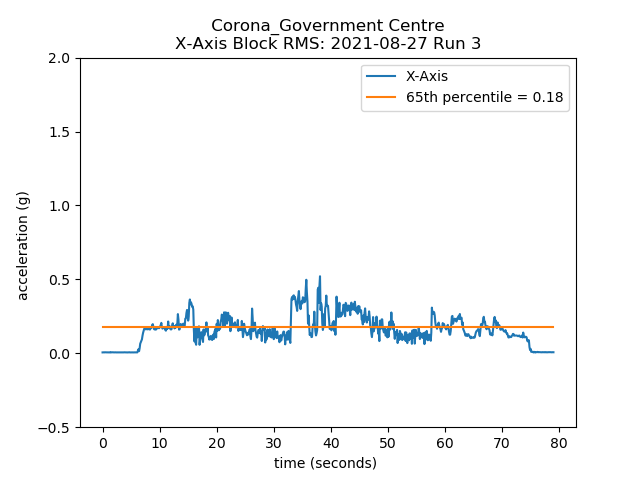 Corona_Government Centre
X-Axis Block RMS: 2021-08-27 Run 3
X-Axis
65th percentile = 0.18
acceleration (g)
2.0
1.5
1.0
0.5
0.0
−0.5
0 10 20 30 40 50 60 70 80
time (seconds)